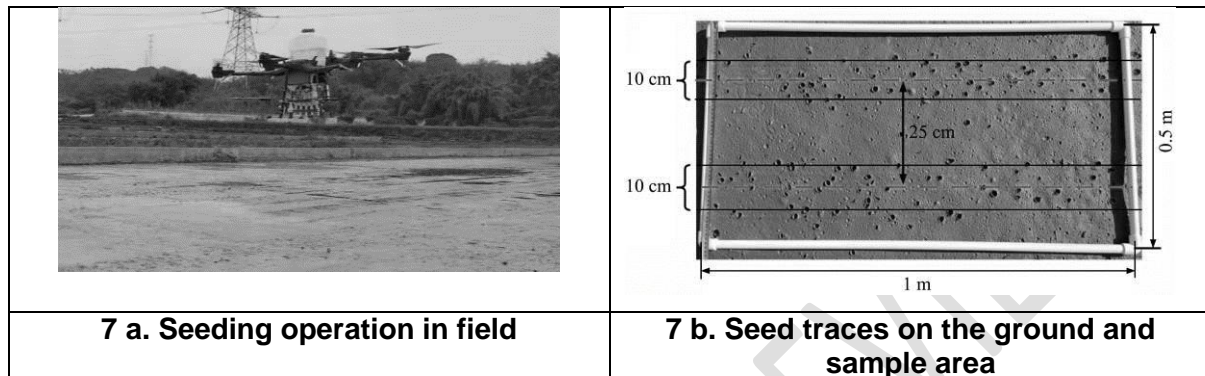 10 cm
25 cm
10 cm
0.5 m
1 m
7 a. Seeding operation in field
7 b. Seed traces on the ground and
sample area